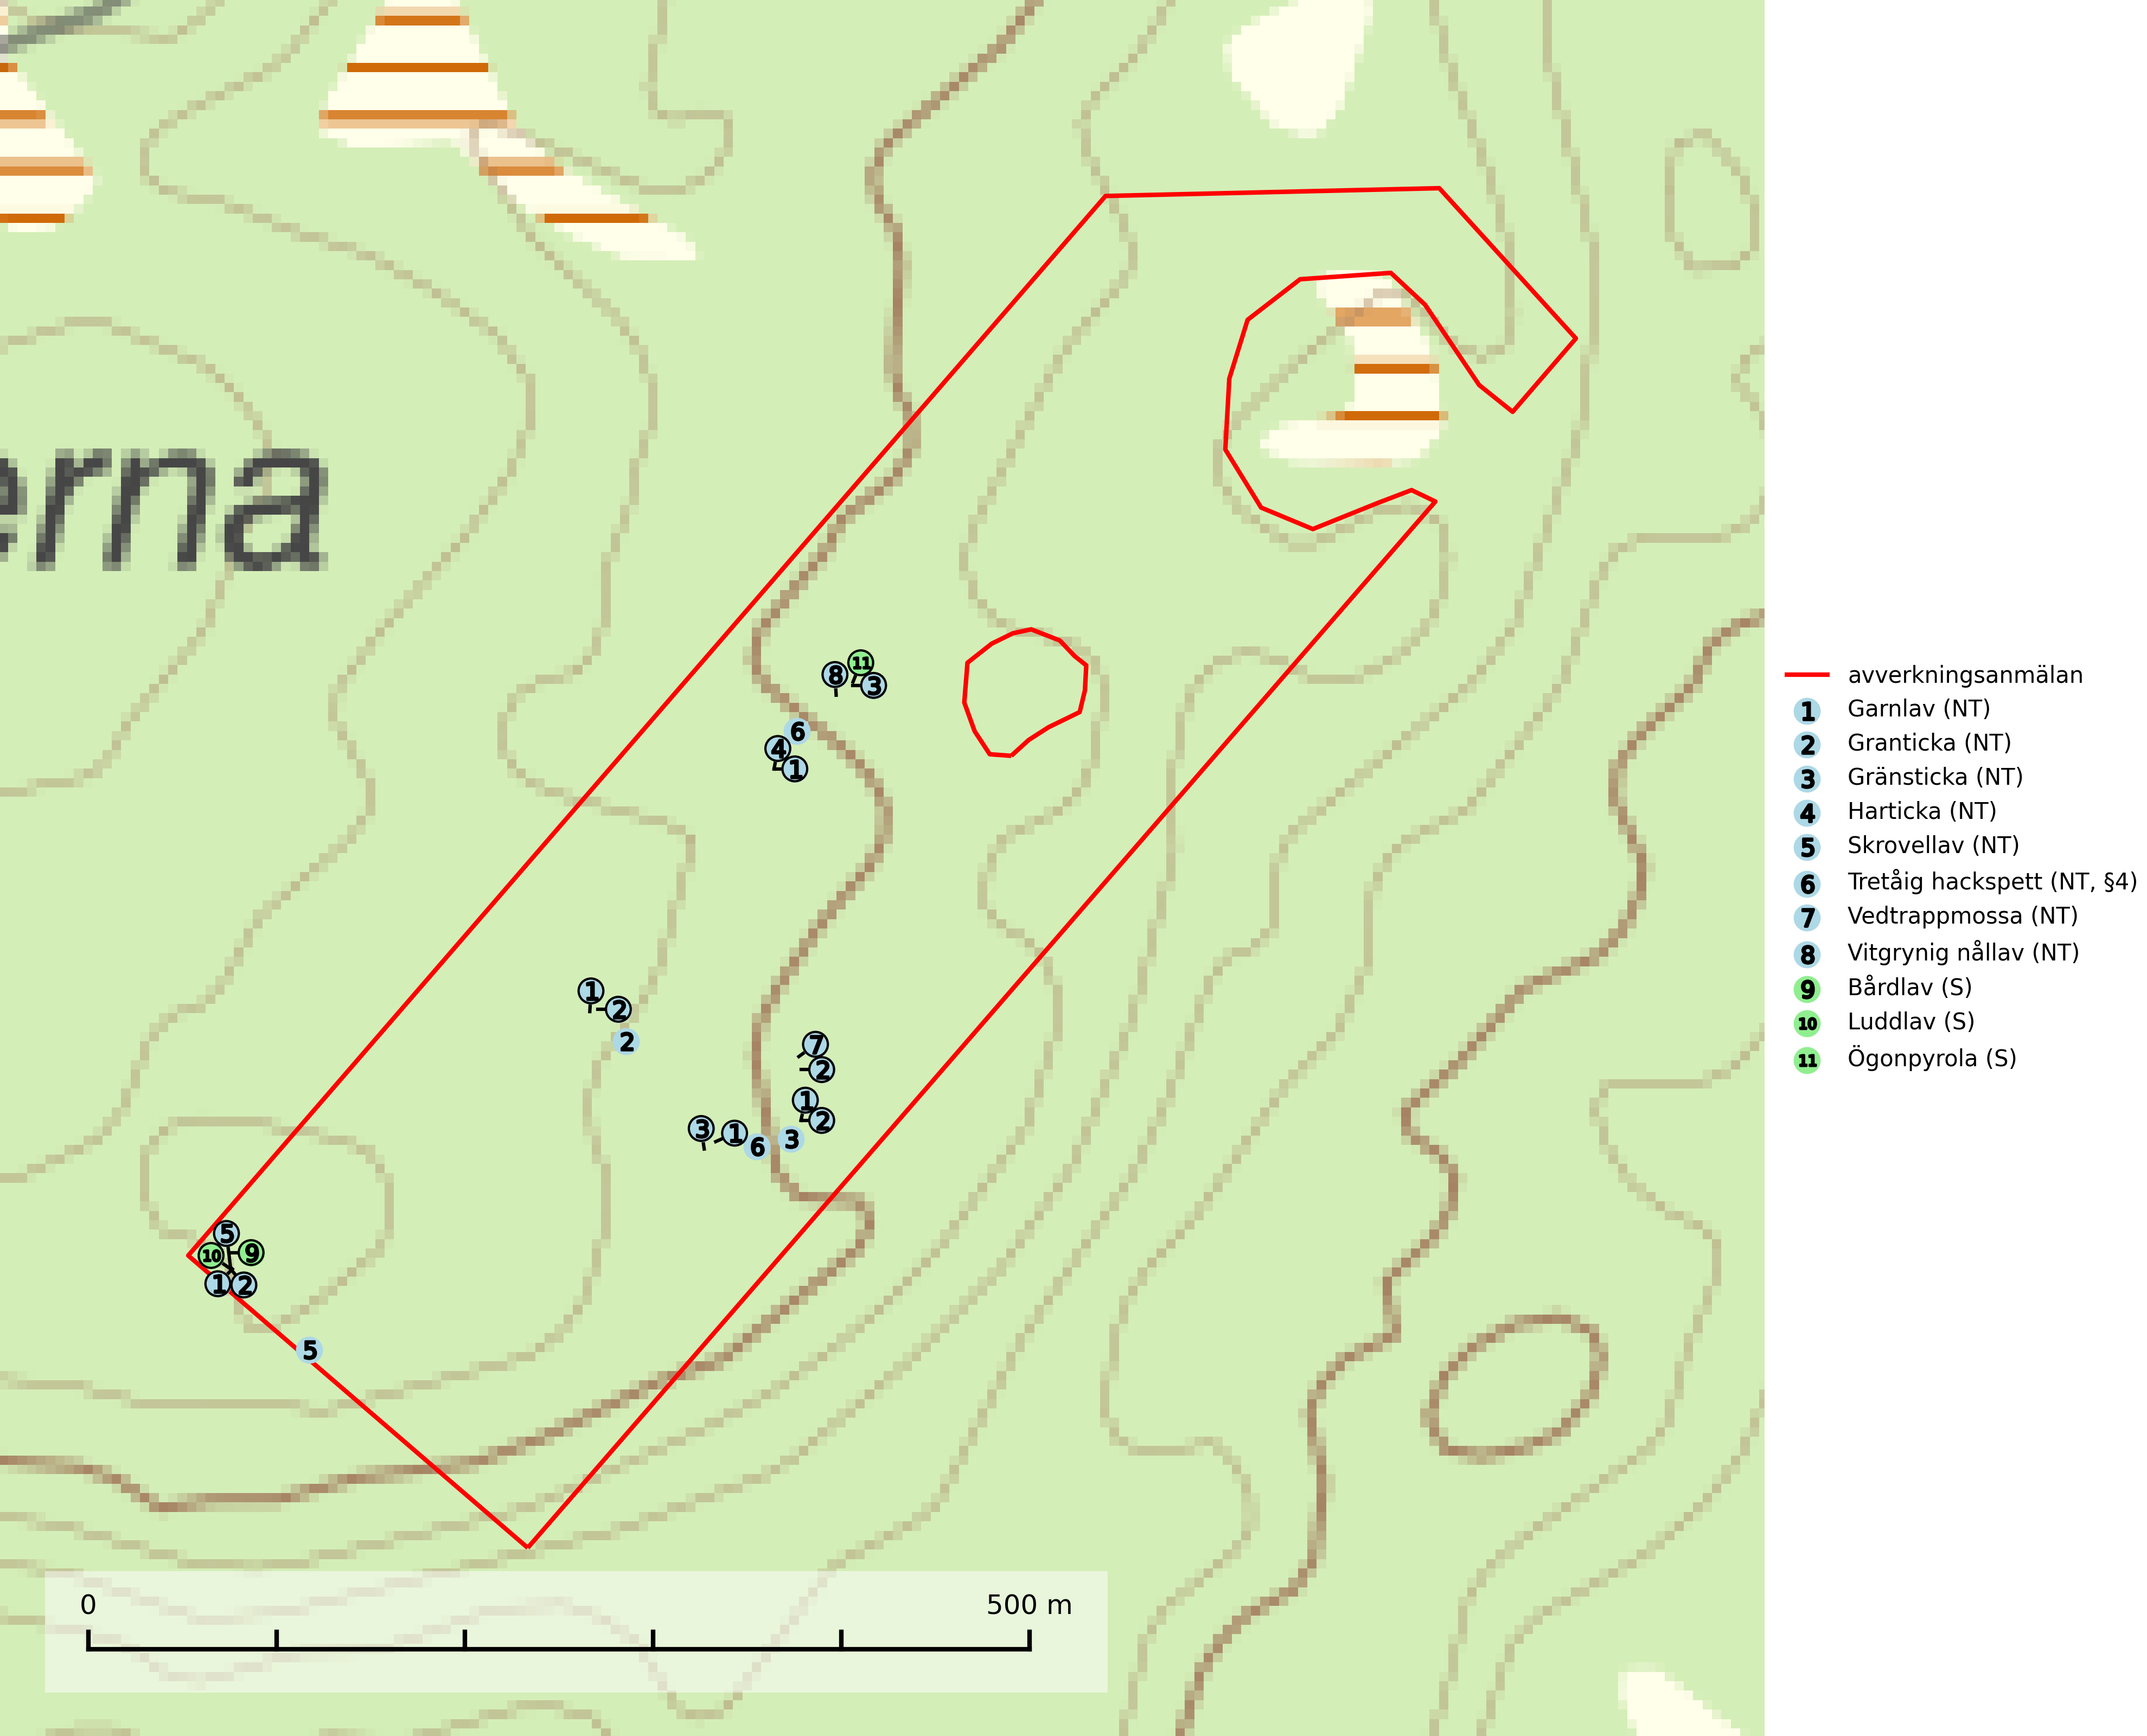 erna
8 11 3
6
4
1
1
2
2
7
2
1
2
3 1 6 3
5
10 9
1 2
5
0 500 m
avverkningsanmälan
1 Garnlav (NT)
2 Granticka (NT)
3 Gränsticka (NT)
4 Harticka (NT)
5 Skrovellav (NT)
6 Tretåig hackspett (NT, §4)
7 Vedtrappmossa (NT)
8 Vitgrynig nållav (NT)
9 Bårdlav (S)
10 Luddlav (S)
11 Ögonpyrola (S)